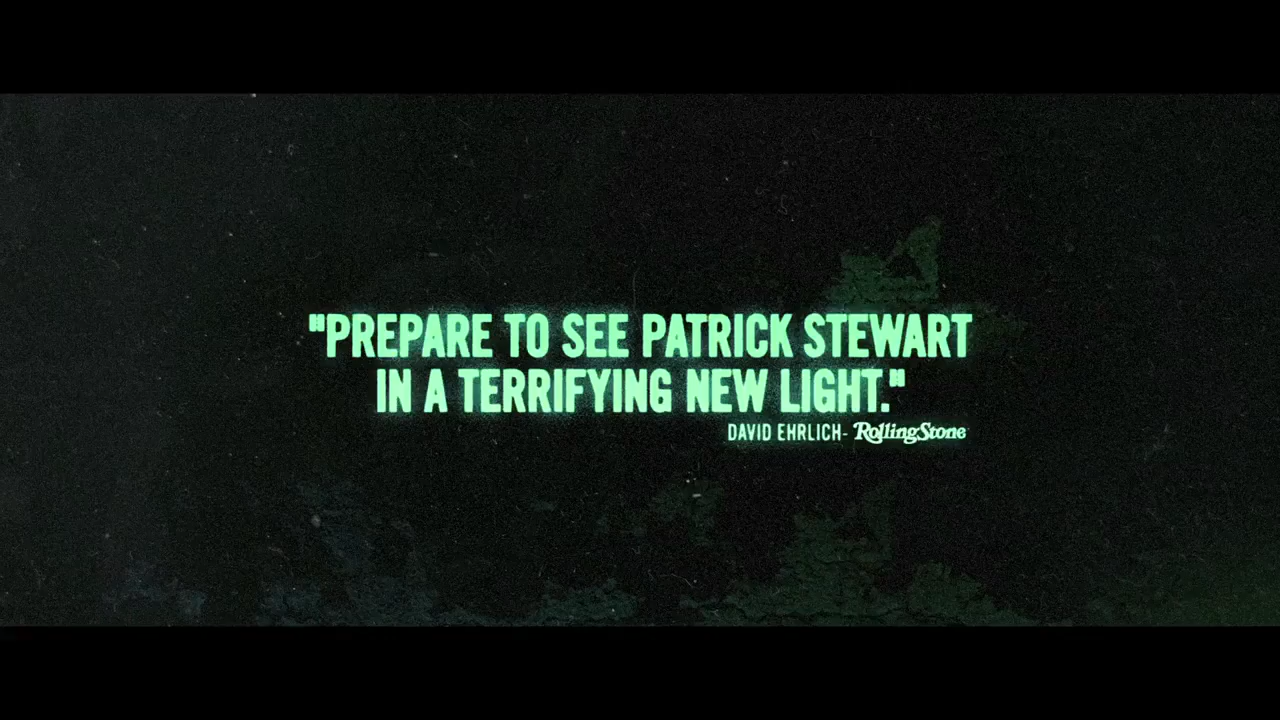 "PREPARE TO SEE PATRICK STEWART
IN A TERRIFYING NEW LIGHT."
DAVID EHRLICH- RollingStone